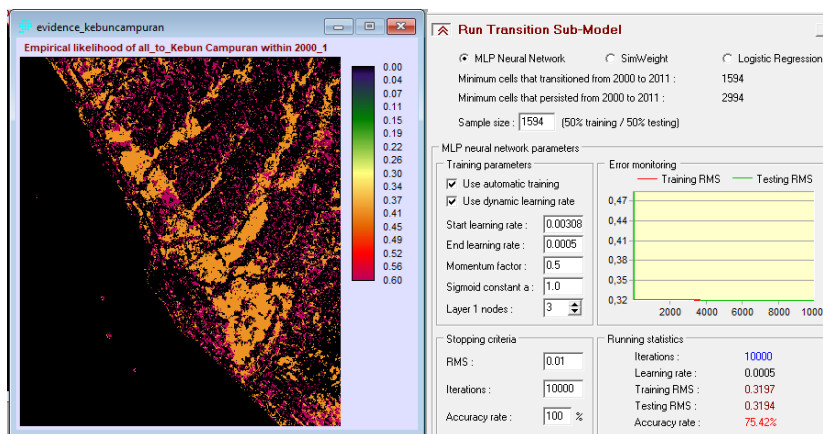 evidence_kebuncampuran
Empirical likelihood of all_to_Kebun Campuran within 2000_1
0.00
0.04
0.07
0.11
0.15
0.19
0.22
0.26
0.30
0.34
0.37
0.41
0.45
0.49
0.52
0.56
0.60
Run Transition Sub-Model
MLP Neural Network SimWeight Logistic Regression
Minimum cells that transitioned from 2000 to 2011 : 1594
Minimum cells that persisted from 2000 to 2011 : 2994
Sample size : 1594 (50% training / 50% testing)
MLP neural network parameters
Training parameters
Use automatic training
Use dynamic learning rate
Start learning rate : 0.00308
End learning rate : 0.0005
Momentum factor : 0.5
Sigmoid constant a : 1.0
Layer 1 nodes : 3
Error monitoring
Training RMS Testing RMS
0,47
0,44
0,41
0,38
0,35
0,32
2000 4000 6000 8000 1000
Stopping criteria
RMS : 0.01
Iterations : 10000
Accuracy rate : 100 %
Running statistics
Iterations : 10000
Learning rate : 0.0005
Training RMS : 0.3197
Testing RMS : 0.3194
Accuracy rate : 75.42%